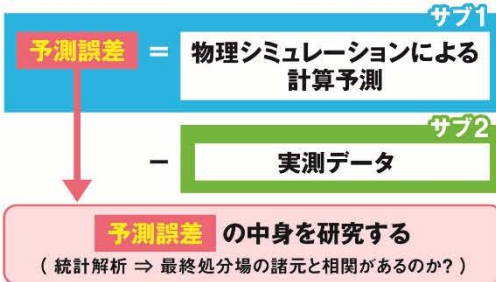 サブ1
予測誤差 = 物理シミュレーションによる
計算予測
サブ2
− 実測データ
予測誤差 の中身を研究する
( 統計解析 ⇒ 最終処分場の諸元と相関があるのか? )